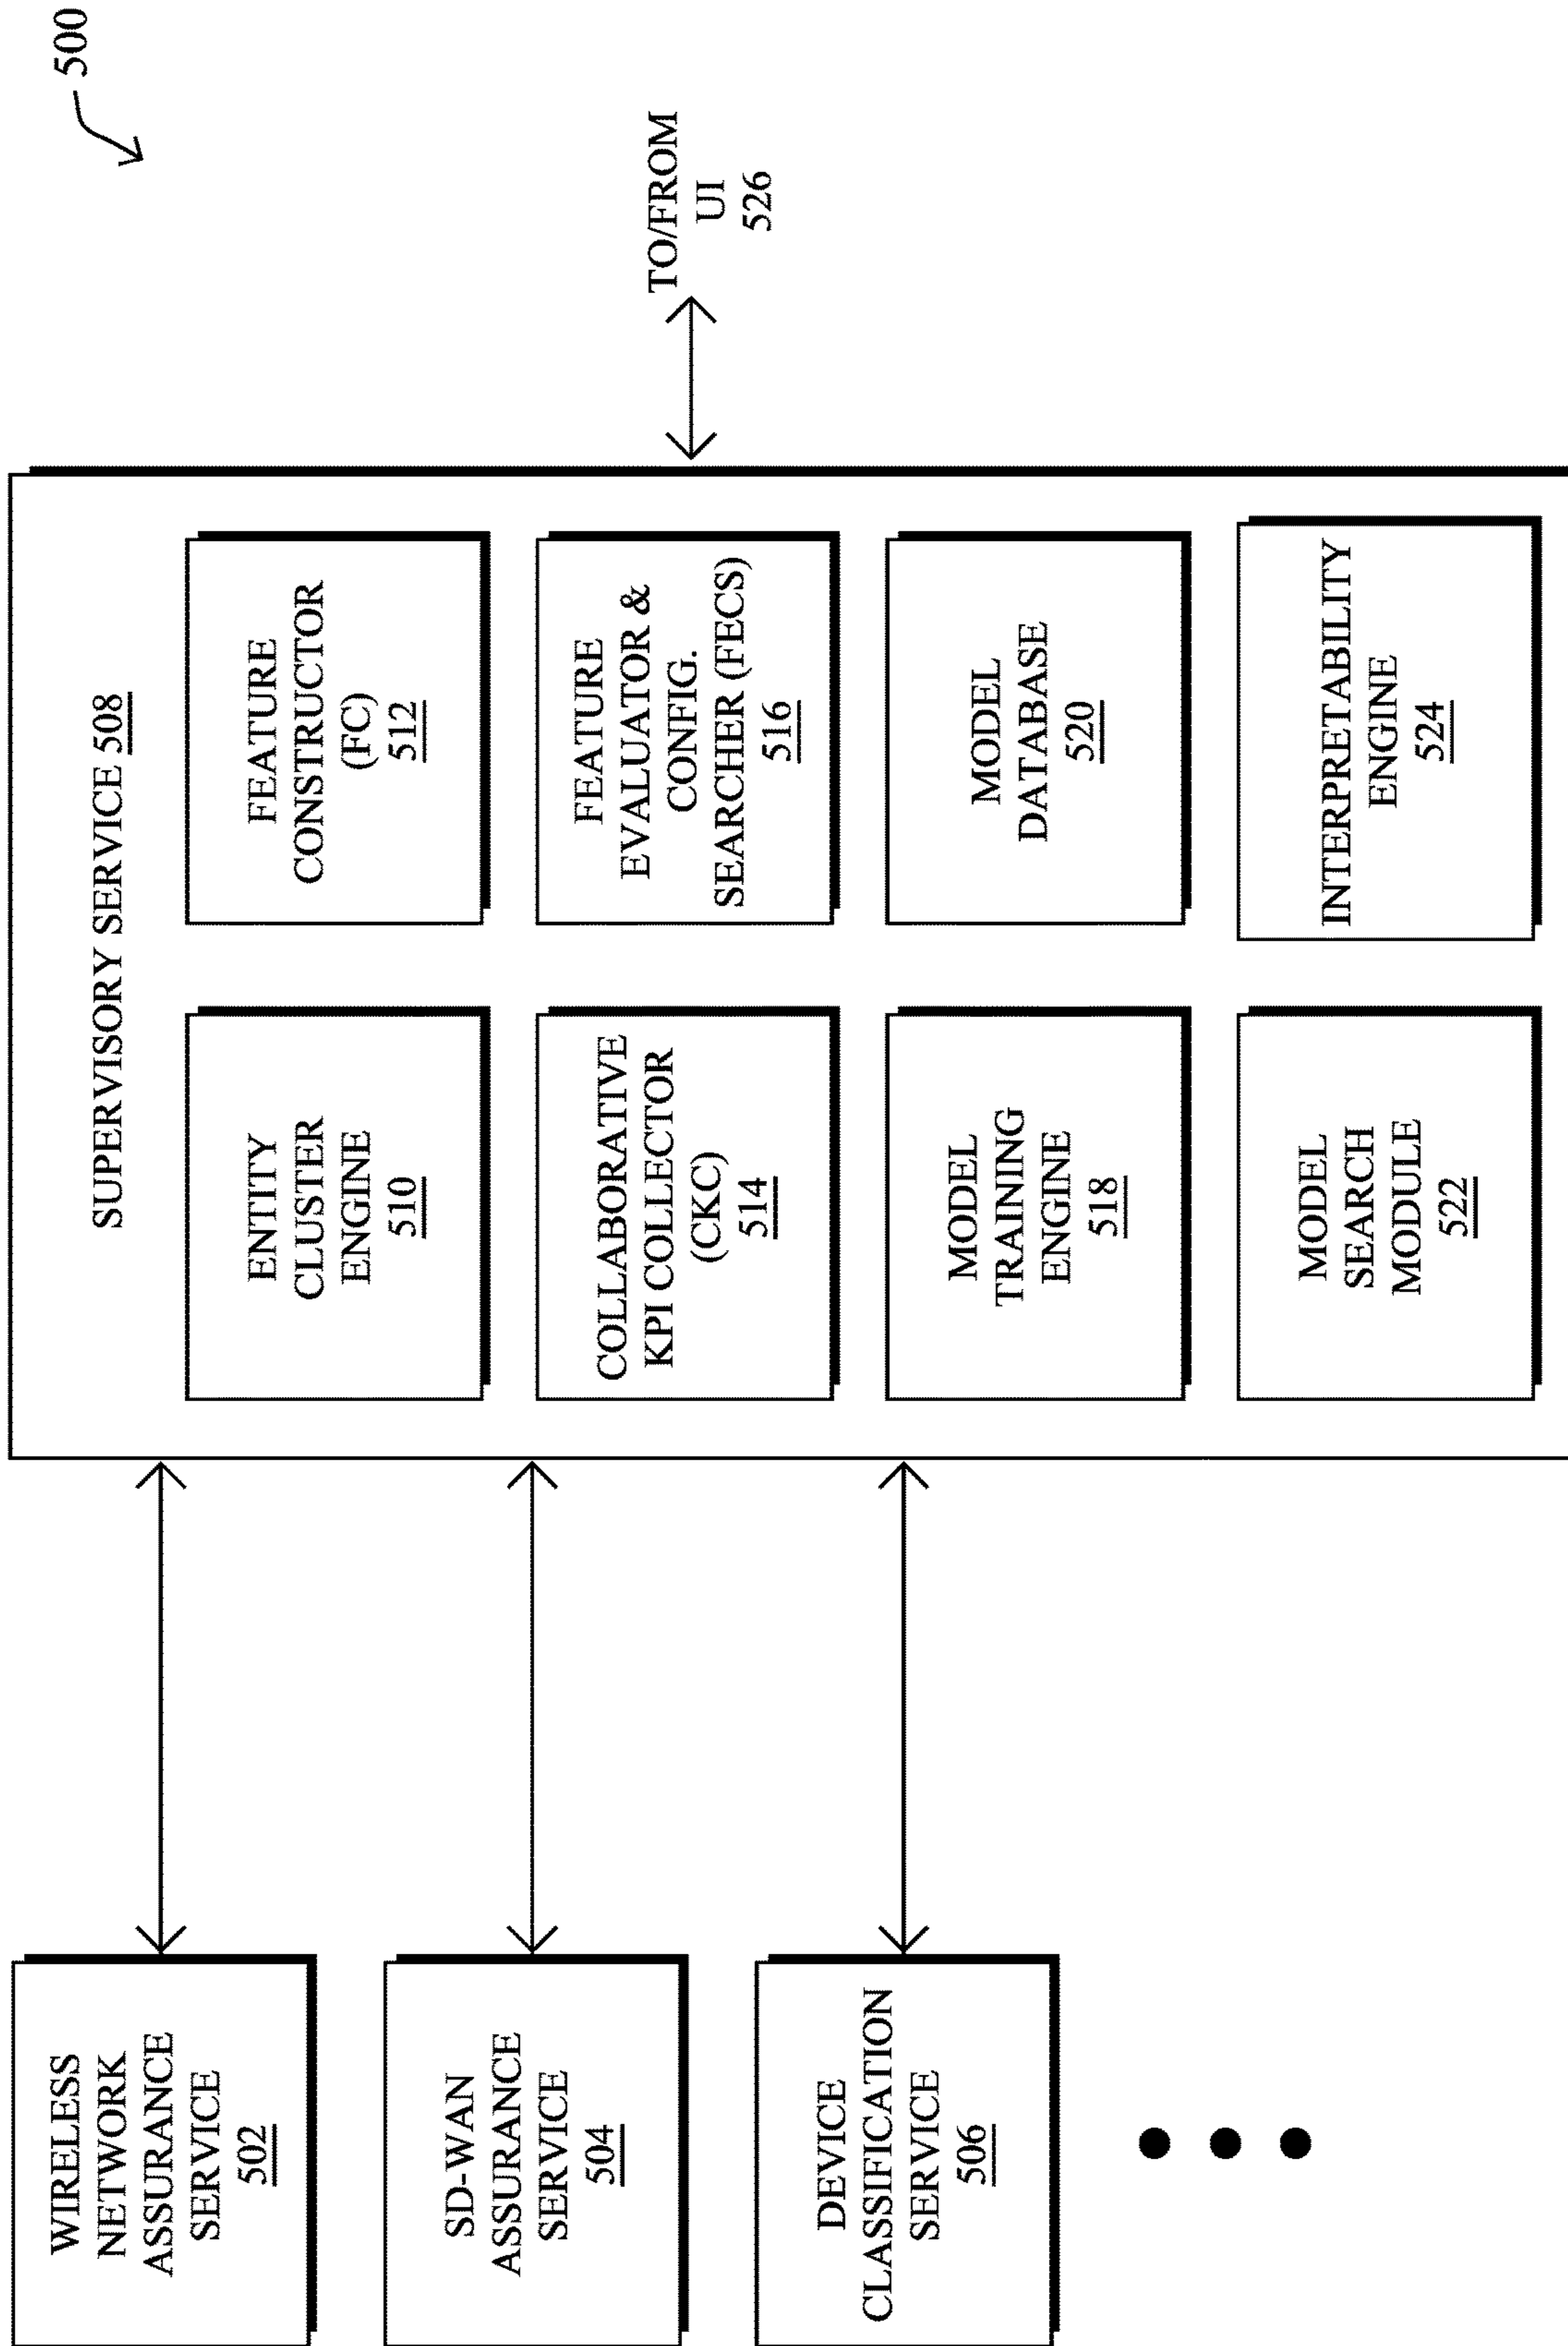 500
WIRELESS
NETWORK
ASSURANCE
SERVICE
502
SD-WAN
ASSURANCE
SERVICE
504
DEVICE
CLASSIFICATION
SERVICE
506
SUPERVISORY SERVICE 508
ENTITY
CLUSTER
ENGINE
510
FEATURE
CONSTRUCTOR
(FC)
512
COLLABORATIVE
KPI COLLECTOR
(CKC)
514
FEATURE
EVALUATOR &
CONFIG.
SEARCHER (FECS)
516
MODEL
TRAINING
ENGINE
518
MODEL
DATABASE
520
MODEL
SEARCH
MODULE
522
INTERPRETABILITY
ENGINE
524
TO/FROM
UI
526